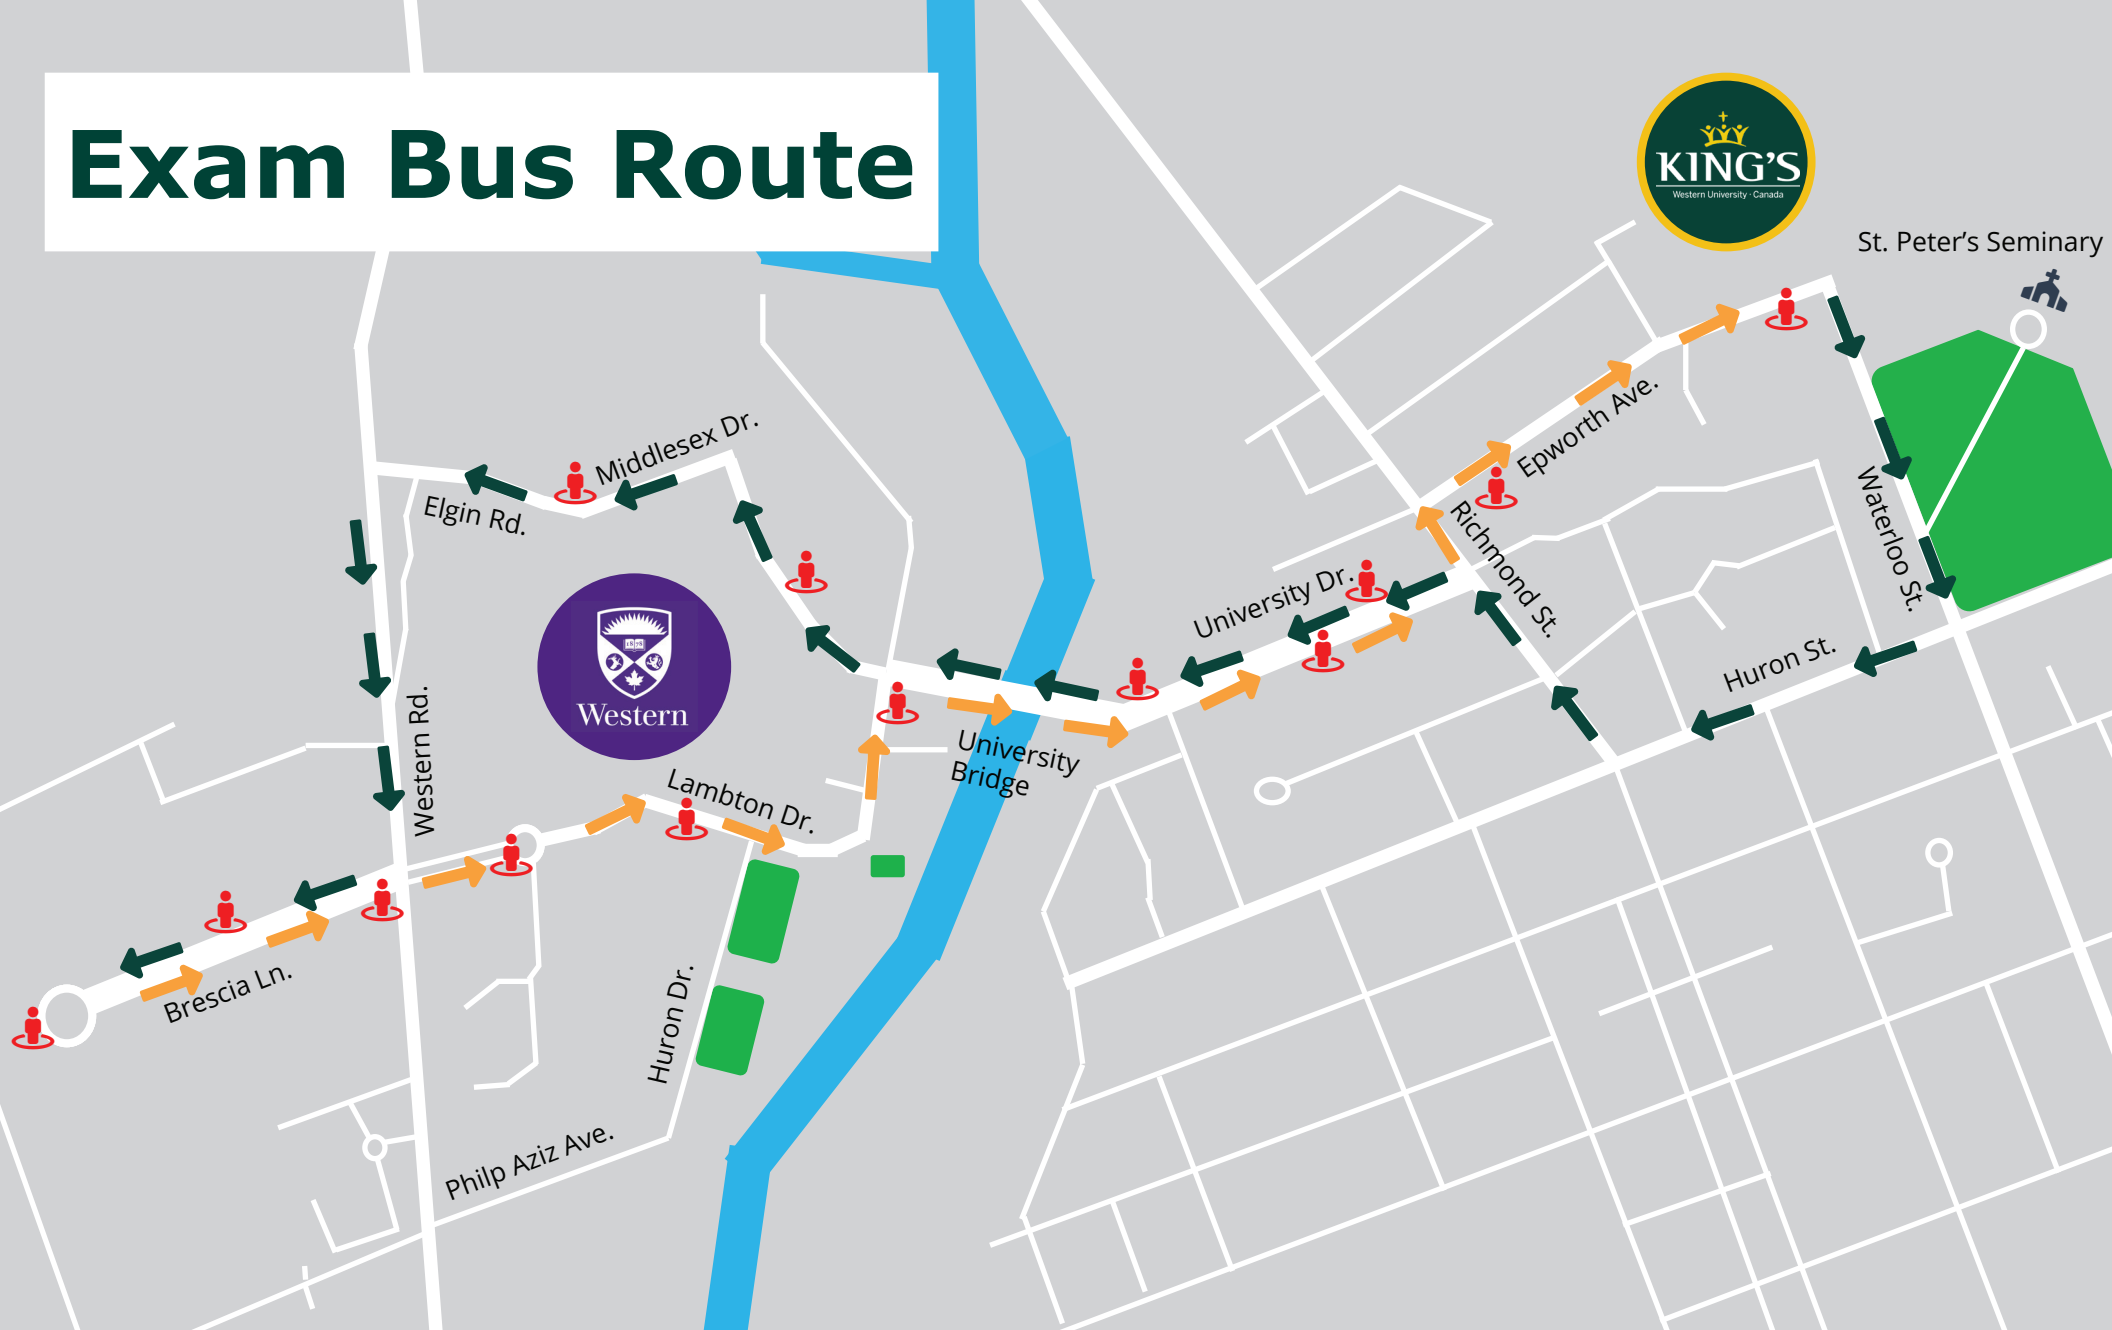 Exam Bus Route
KING'S
Western University · Canada
St. Peter's Seminary
Middlesex Dr.
Elgin Rd.
Epworth Ave.
Richmond St.
Waterloo St.
University Dr.
Huron St.
Western
Western Rd.
University
Bridge
Lambton Dr.
Brescia Ln.
Huron Dr.
Philp Aziz Ave.